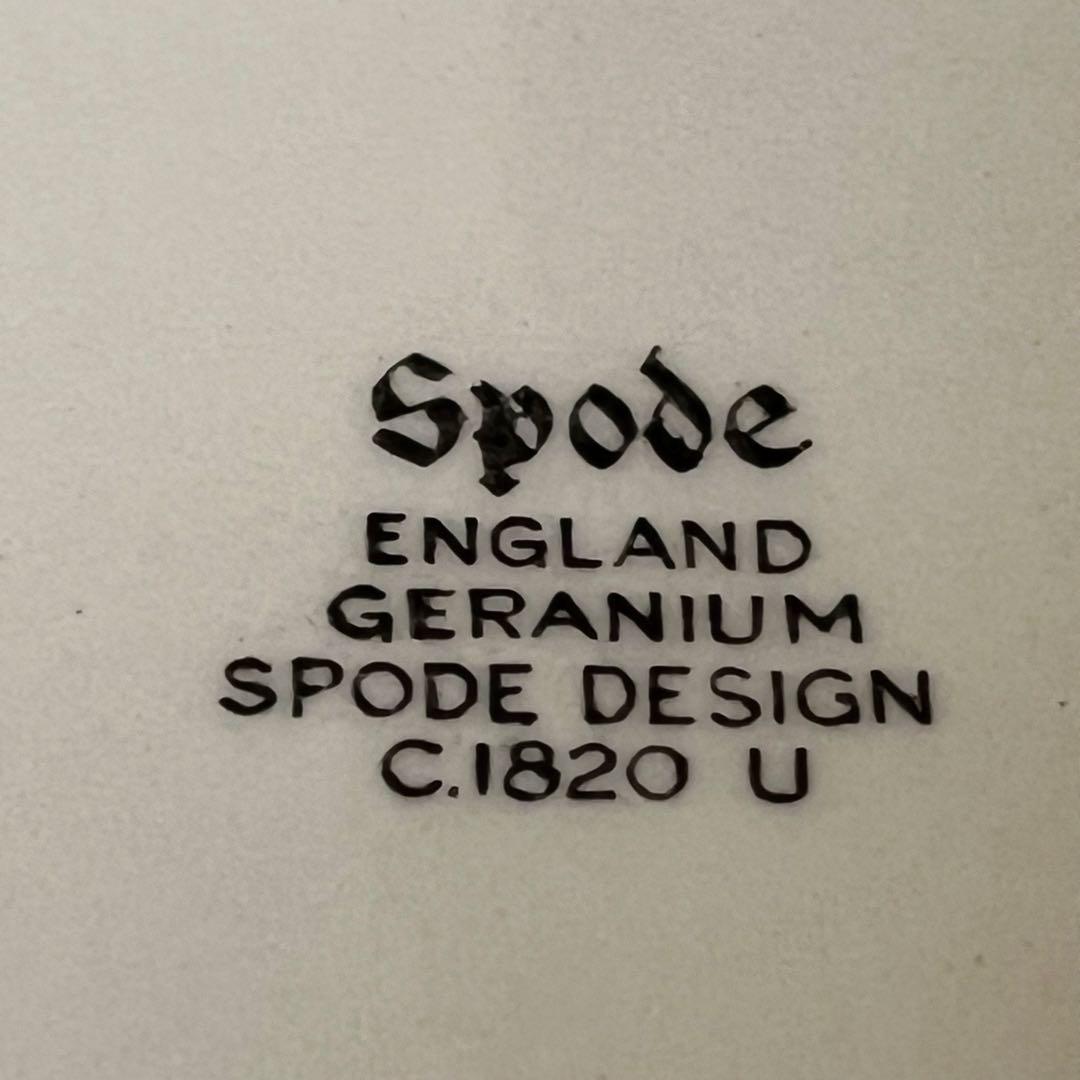 Spode
ENGLAND
GERANIUM
SPODE DESIGN
C.1820 U